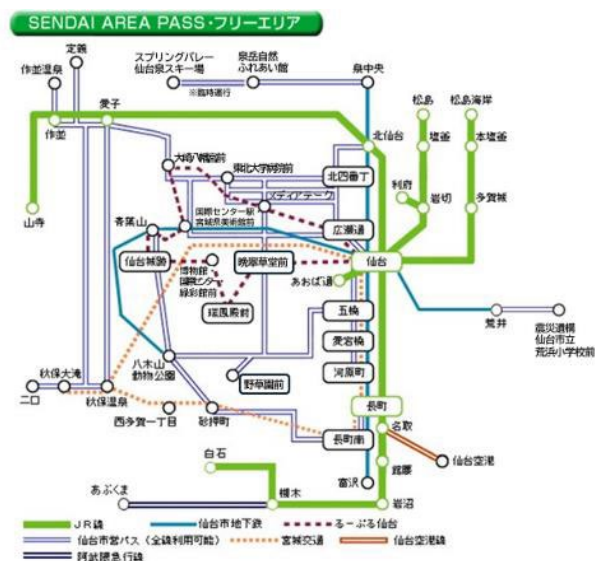 SENDAI AREA PASS・フリーエリア
定義
作並温泉
スプリングバレー
仙台泉スキー場
泉岳自然
ふれあい館
泉中央
※臨時運行
愛子
作並
松島
松島海岸
北仙台
塩釜
本塩釜
大崎八幡宮前
東北大学病院前
北四番丁
メディアテーク
利府
岩切
多賀城
山寺
青葉山
国際センター駅
宮城県美術館前
広瀬通
仙台城跡
博物館・
国際センター
緑彩館前
晩翠草堂前
仙台
あおば通
瑞鳳殿前
五橋
荒井
震災遺構
仙台市立
荒浜小学校前
愛宕橋
八木山
動物公園
河原町
秋保大滝
野草園前
二口
秋保温泉
長町
西多賀一丁目
砂押町
長町南
名取
白石
館腰
仙台空港
富沢
あぶくま
槻木
岩沼
JR線
仙台市地下鉄
るーぷる仙台
仙台市営バス（全線利用可能）
宮城交通
仙台空港線
阿武隈急行線